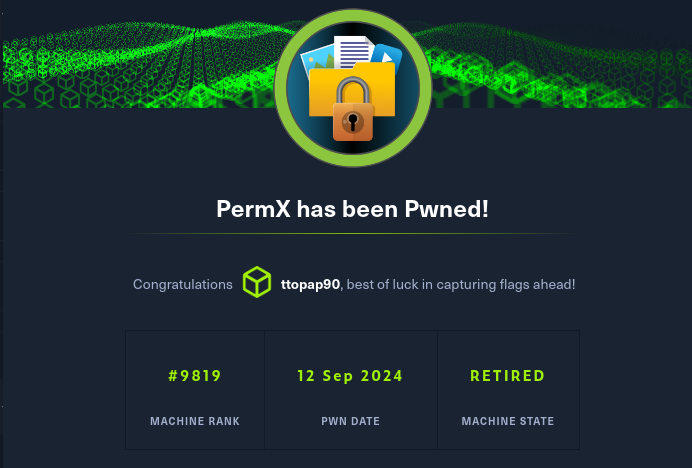 PermX has been Pwned!
Congratulations ttopap90, best of luck in capturing flags ahead!
#9819 12 Sep 2024 RETIRED
MACHINE RANK PWN DATE MACHINE STATE